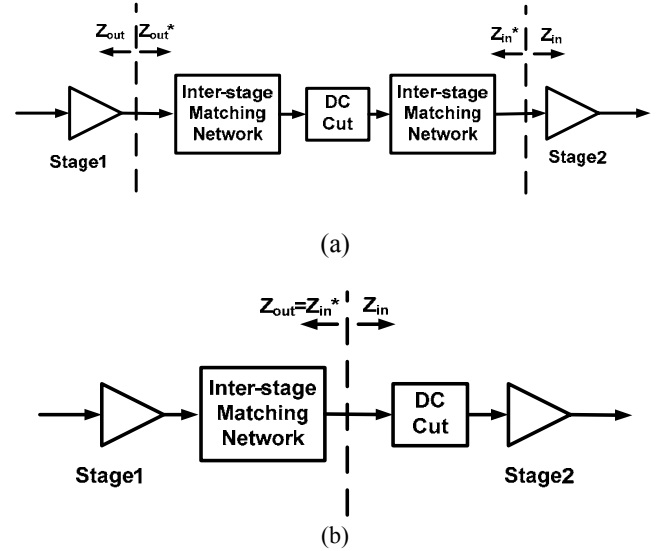 Zout Zout* Zin* Zin
Inter-stage
Matching
Network
DC
Cut
Inter-stage
Matching
Network
Stage1 Stage2
(a)
Zout=Zin* Zin
Inter-stage
Matching
Network
DC
Cut
Stage1 Stage2
(b)